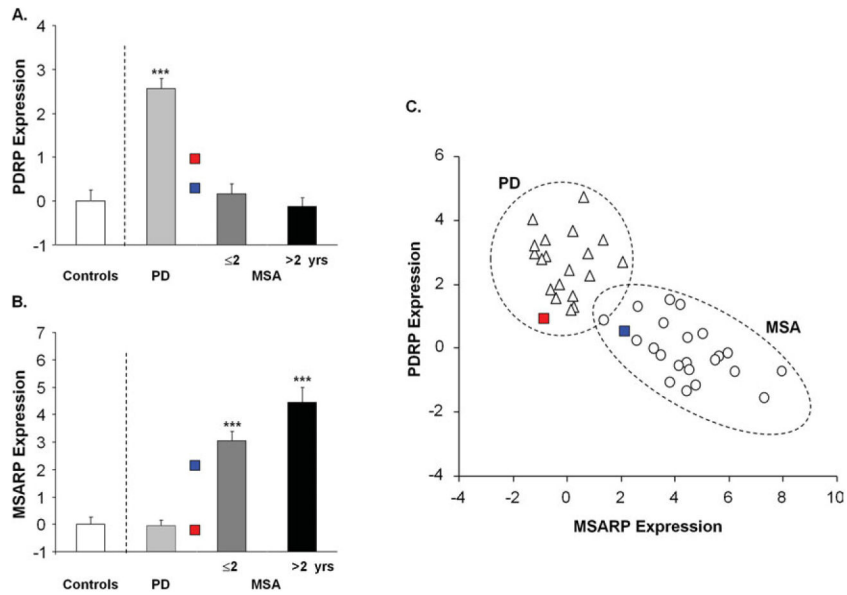 A.
PDRP Expression
4
3
2
1
0
-1
***
Controls
PD
≤2
>2 yrs
MSA
B.
MSARP Expression
7
6
5
4
3
2
1
0
-1
***
***
Controls
PD
≤2
>2 yrs
MSA
C.
PDRP Expression
6
4
2
0
-2
-4
PD
MSA
-4 -2 0 2 4 6 8 10
MSARP Expression